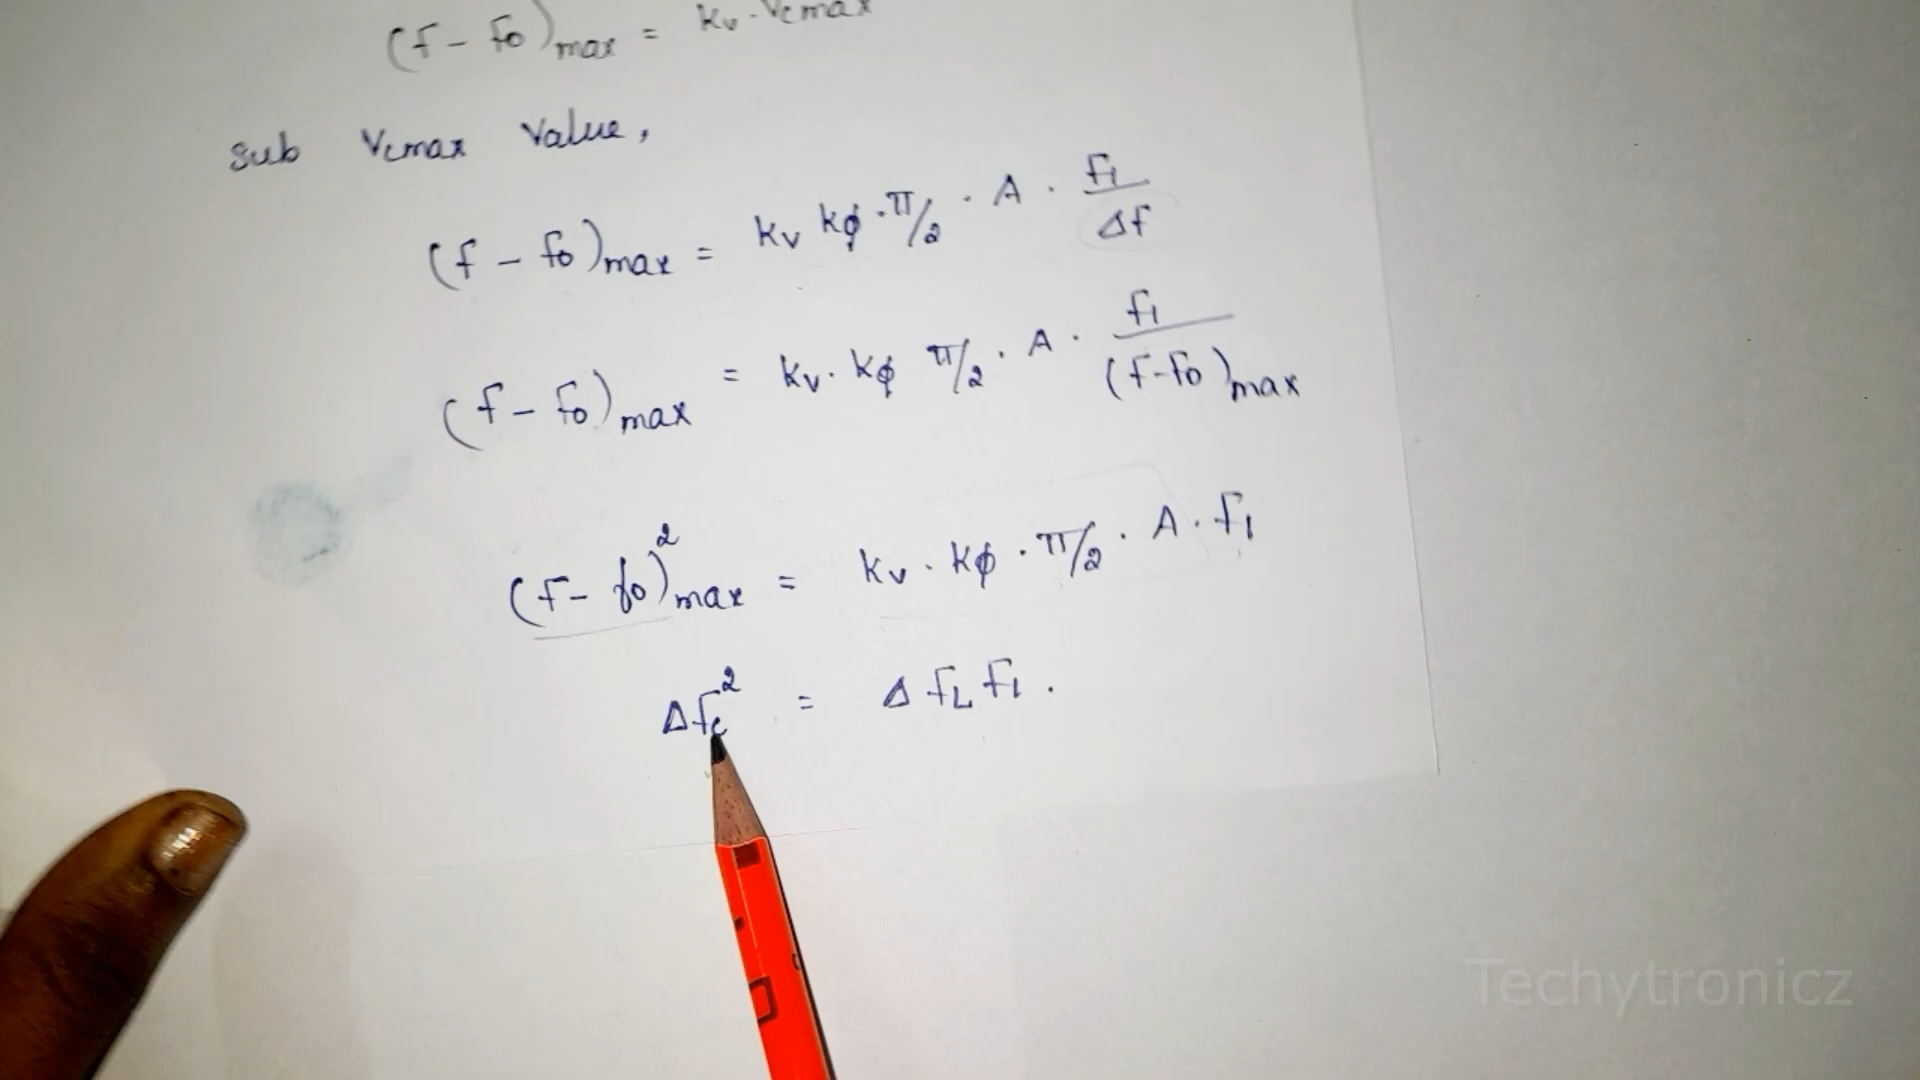 (f - fo)max = kv . Vcmax
sub Vcmax Value,
(f - fo)max = kv kϕ . π/2 . A . f1/Δf
(f - fo)max = kv . kϕ π/2 . A . f1/(f-fo)max
(f - fo)²max = kv . kϕ . π/2 . A . f1
Δfc² = Δ fL f1 .
Techytronicz